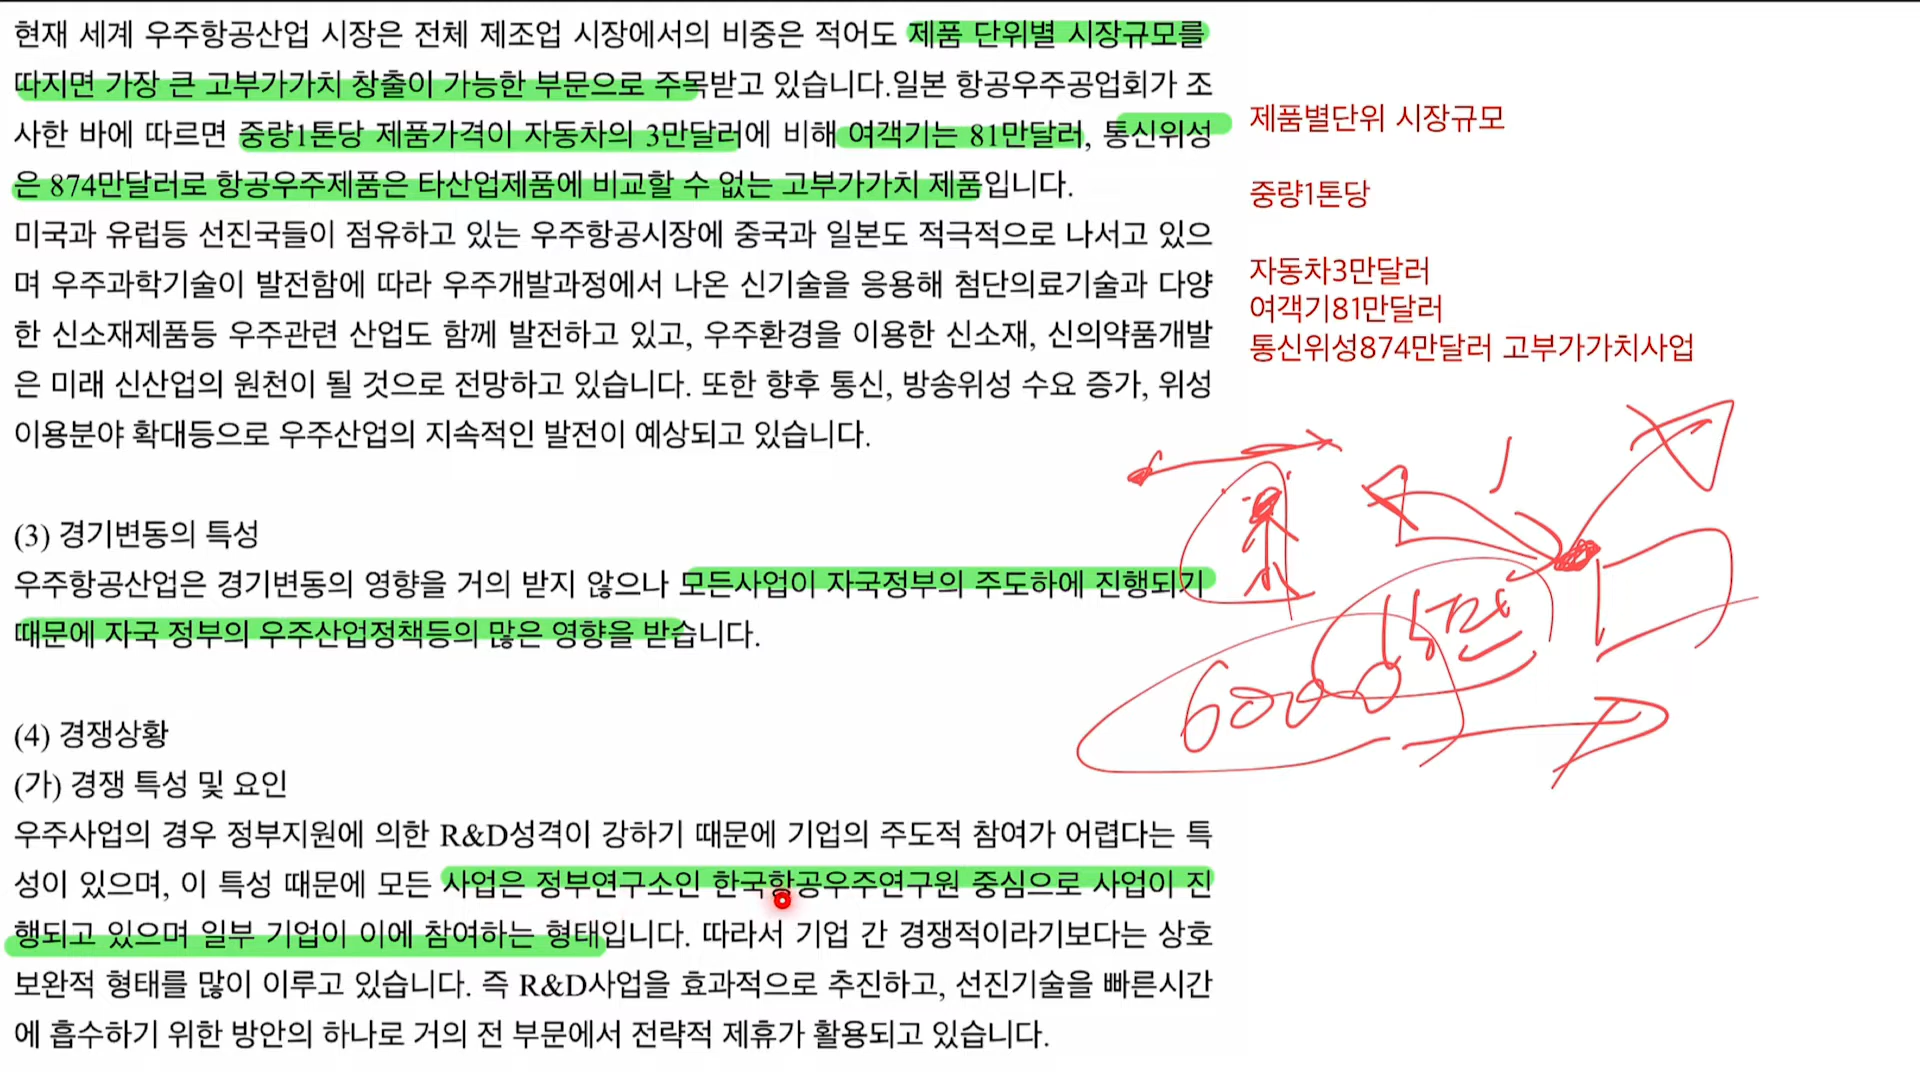 현재 세계 우주항공산업 시장은 전체 제조업 시장에서의 비중은 적어도 제품 단위별 시장규모를
따지면 가장 큰 고부가가치 창출이 가능한 부문으로 주목받고 있습니다.일본 항공우주공업회가 조
사한 바에 따르면 중량1톤당 제품가격이 자동차의 3만달러에 비해 여객기는 81만달러, 통신위성
은 874만달러로 항공우주제품은 타산업제품에 비교할 수 없는 고부가가치 제품입니다.
미국과 유럽등 선진국들이 점유하고 있는 우주항공시장에 중국과 일본도 적극적으로 나서고 있으
며 우주과학기술이 발전함에 따라 우주개발과정에서 나온 신기술을 응용해 첨단의료기술과 다양
한 신소재제품등 우주관련 산업도 함께 발전하고 있고, 우주환경을 이용한 신소재, 신의약품개발
은 미래 신산업의 원천이 될 것으로 전망하고 있습니다. 또한 향후 통신, 방송위성 수요 증가, 위성
이용분야 확대등으로 우주산업의 지속적인 발전이 예상되고 있습니다.
(3) 경기변동의 특성
우주항공산업은 경기변동의 영향을 거의 받지 않으나 모든사업이 자국정부의 주도하에 진행되기
때문에 자국 정부의 우주산업정책등의 많은 영향을 받습니다.
(4) 경쟁상황
(가) 경쟁 특성 및 요인
우주사업의 경우 정부지원에 의한 R&D성격이 강하기 때문에 기업의 주도적 참여가 어렵다는 특
성이 있으며, 이 특성 때문에 모든 사업은 정부연구소인 한국항공우주연구원 중심으로 사업이 진
행되고 있으며 일부 기업이 이에 참여하는 형태입니다. 따라서 기업 간 경쟁적이라기보다는 상호
보완적 형태를 많이 이루고 있습니다. 즉 R&D사업을 효과적으로 추진하고, 선진기술을 빠른시간
에 흡수하기 위한 방안의 하나로 거의 전 부문에서 전략적 제휴가 활용되고 있습니다.
제품별단위 시장규모
중량1톤당
자동차3만달러
여객기81만달러
통신위성874만달러 고부가가치사업
6000